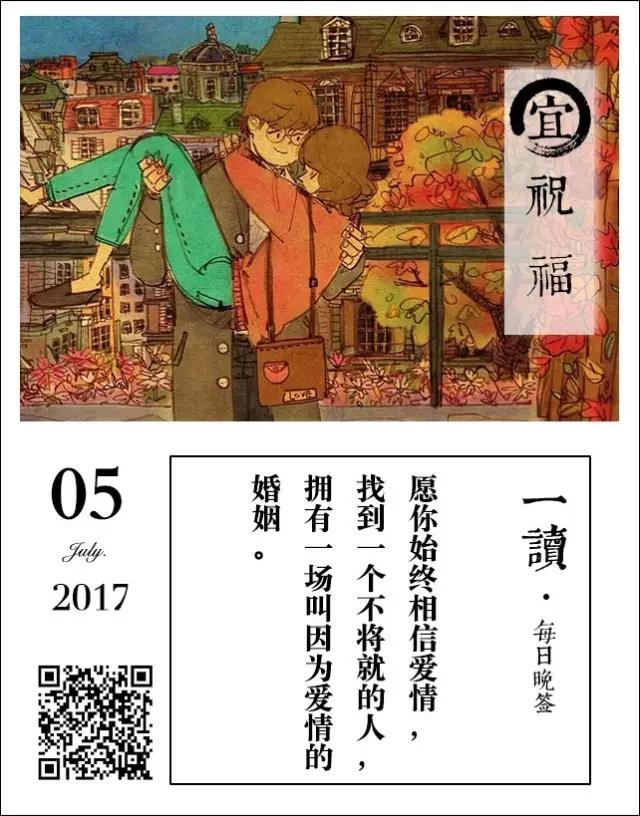 宜祝福
Love
05
July.
2017
一讀·每日晚签
愿你始终相信爱情，
找到一个不将就的人，
拥有一场叫因为爱情的
婚姻。